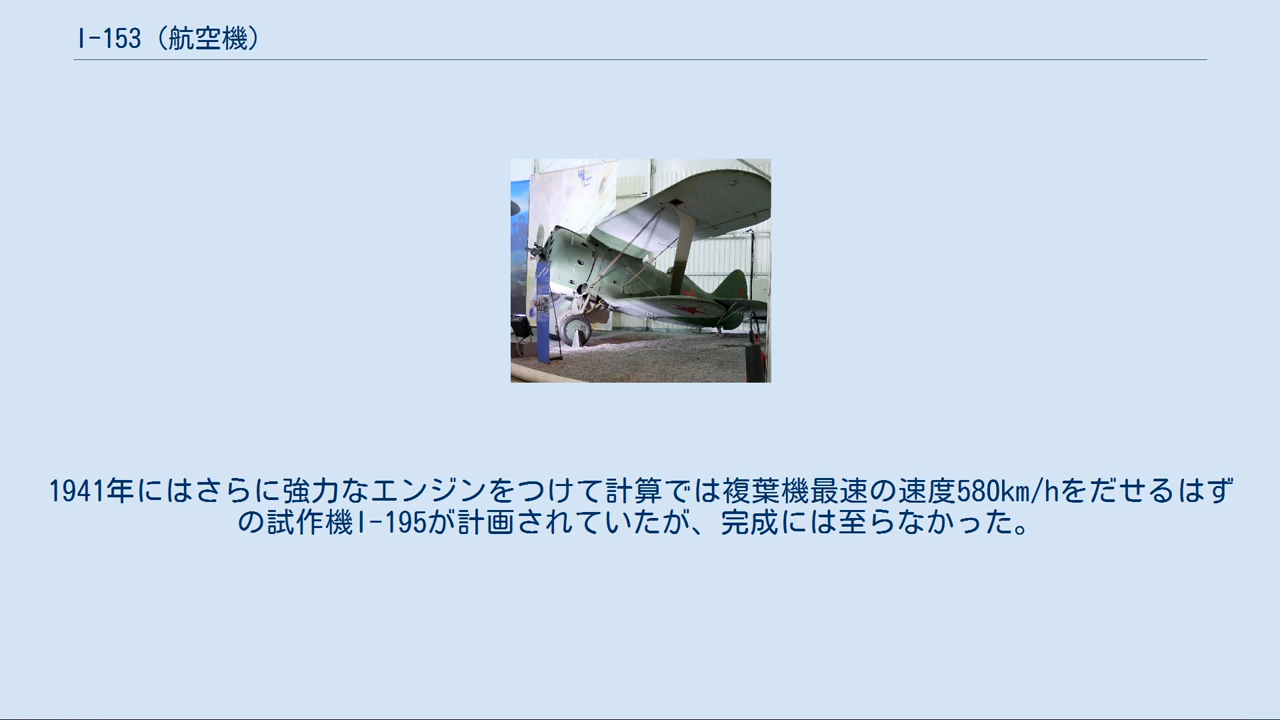 I-153（航空機）
1941年にはさらに強力なエンジンをつけて計算では複葉機最速の速度580km/hをだせるはず
の試作機I-195が計画されていたが、完成には至らなかった。